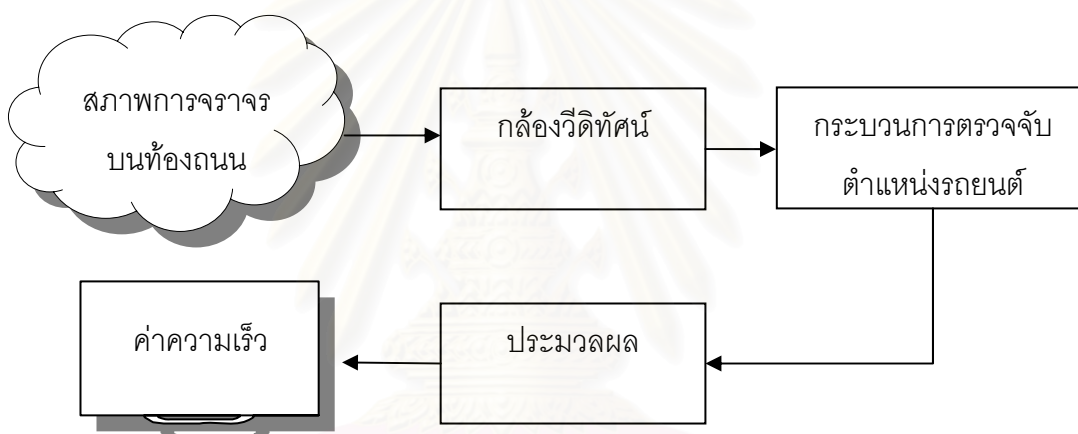 สภาพการจราจร
บนท้องถนน
กล้องวีดิทัศน์
กระบวนการตรวจจับ
ตำแหน่งรถยนต์
ค่าความเร็ว
ประมวลผล